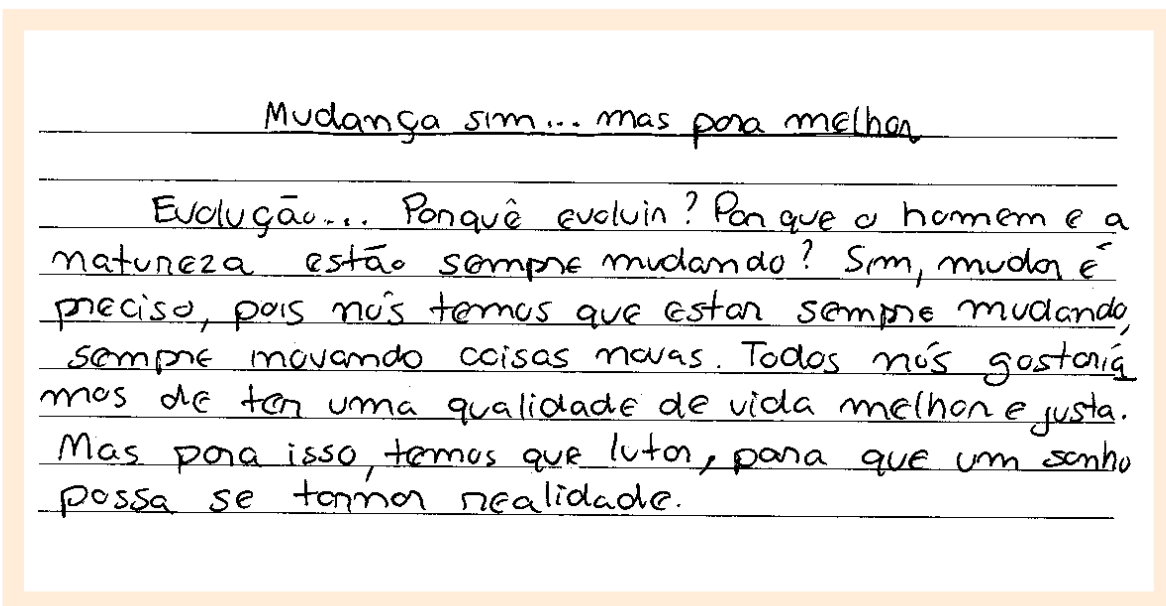 Mudança sim... mas para melhor
Evolução... Porquê evoluir? Por que o homem e a
natureza estão sempre mudando? Sim, mudar é
preciso, pois nós temos que estar sempre mudando,
sempre inovando coisas novas. Todos nós gostaría
mos de ter uma qualidade de vida melhor e justa.
Mas para isso, temos que lutar, para que um sonho
possa se tornar realidade.